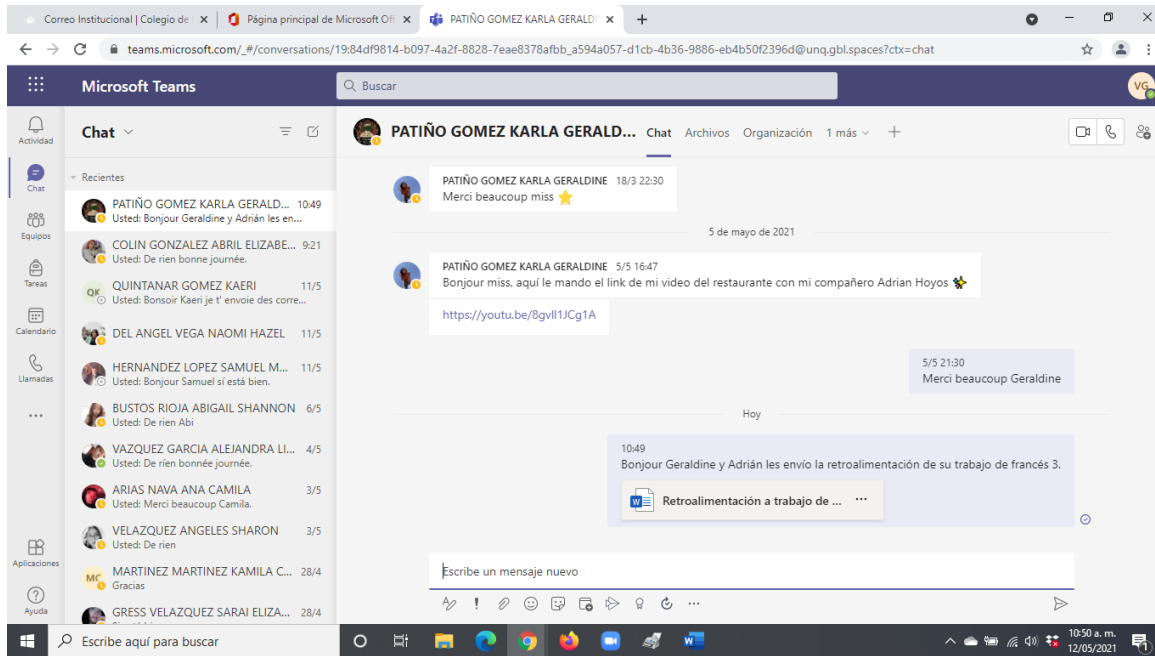 Correo Institucional | Colegio de
Página principal de Microsoft Off
PATIÑO GOMEZ KARLA GERALDI
teams.microsoft.com/_#/conversations/19:84df9814-b097-4a2f-8828-7eae8378afbb_a594a057-d1cb-4b36-9886-eb4b50f2396d@unq.gbl.spaces?ctx=chat
Microsoft Teams
Buscar
VG
Actividad
Chat
Equipos
Tareas
Calendario
Llamadas
Aplicaciones
Ayuda
Chat
Recientes
PATIÑO GOMEZ KARLA GERALD... 10:49
Usted: Bonjour Geraldine y Adrián les en...
COLIN GONZALEZ ABRIL ELIZABE... 9:21
Usted: De rien bonne journée.
QK
QUINTANAR GOMEZ KAERI 11/5
Usted: Bonsoir Kaeri je t' envoie des corre...
DEL ANGEL VEGA NAOMI HAZEL 11/5
HERNANDEZ LOPEZ SAMUEL M... 11/5
Usted: Bonjour Samuel sí está bien.
BUSTOS RIOJA ABIGAIL SHANNON 6/5
Usted: De rien Abi
VAZQUEZ GARCIA ALEJANDRA LI... 4/5
Usted: De ríen bonnée journée.
ARIAS NAVA ANA CAMILA 3/5
Usted: Merci beaucoup Camila.
VELAZQUEZ ANGELES SHARON 3/5
Usted: De rien
MC
MARTINEZ MARTINEZ KAMILA C... 28/4
Gracias
GRESS VELAZQUEZ SARAI ELIZA... 28/4
PATIÑO GOMEZ KARLA GERALD... Chat Archivos Organización 1 más
PATIÑO GOMEZ KARLA GERALDINE 18/3 22:30
Merci beaucoup miss
5 de mayo de 2021
PATIÑO GOMEZ KARLA GERALDINE 5/5 16:47
Bonjour miss, aquí le mando el link de mi video del restaurante con mi compañero Adrian Hoyos
https://youtu.be/8gvll1JCg1A
5/5 21:30
Merci beaucoup Geraldine
Hoy
10:49
Bonjour Geraldine y Adrián les envío la retroalimentación de su trabajo de francés 3.
Retroalimentación a trabajo de ...
Escribe un mensaje nuevo
Escribe aquí para buscar
10:50 a. m.
12/05/2021